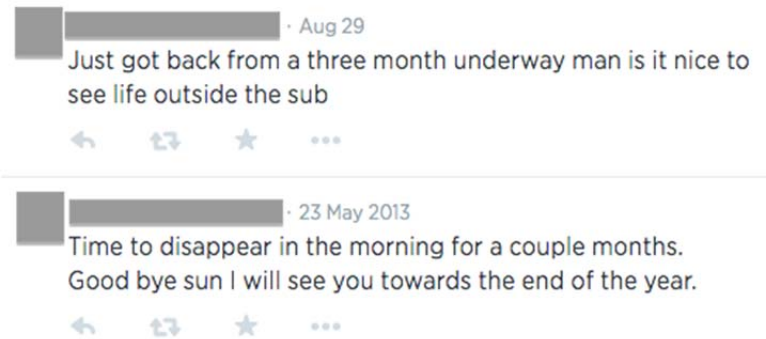 · Aug 29
Just got back from a three month underway man is it nice to
see life outside the sub
· 23 May 2013
Time to disappear in the morning for a couple months.
Good bye sun I will see you towards the end of the year.